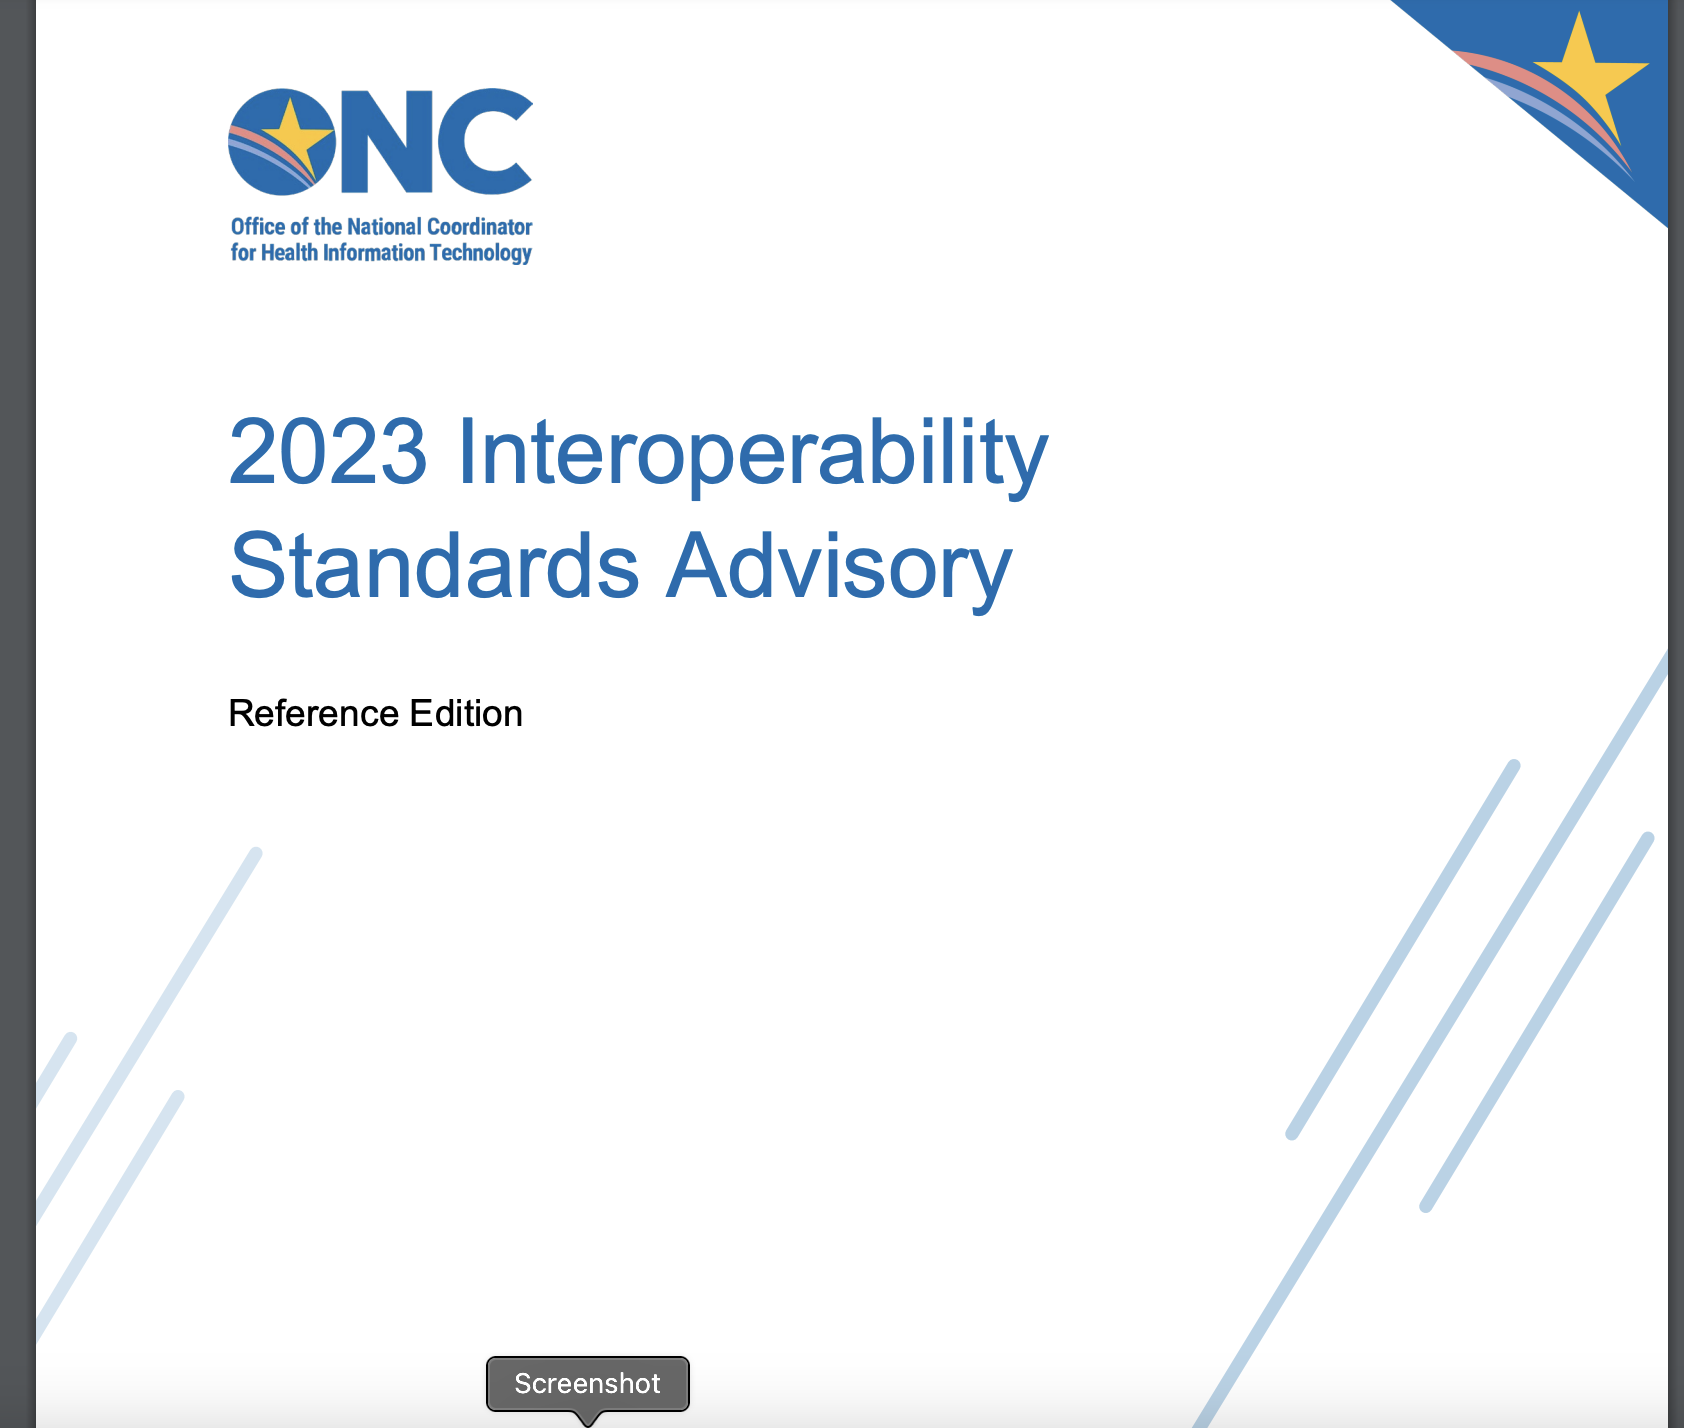 ONC
Office of the National Coordinator
for Health Information Technology
2023 Interoperability
Standards Advisory
Reference Edition
Screenshot